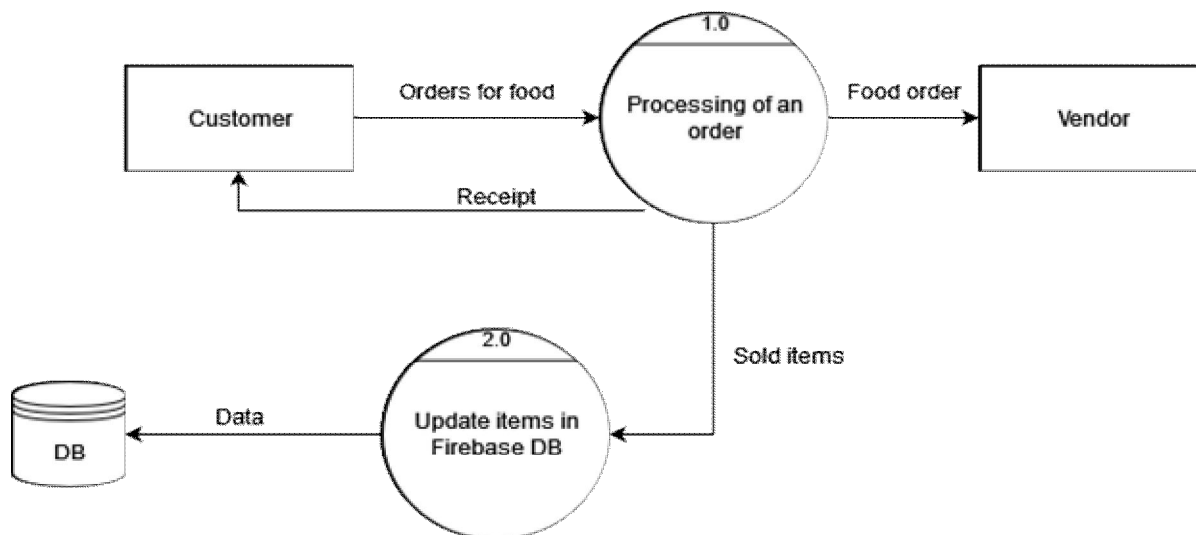 1.0
Customer
Orders for food
Processing of an
order
Food order
Vendor
Receipt
Sold items
2.0
Update items in
Firebase DB
Data
DB